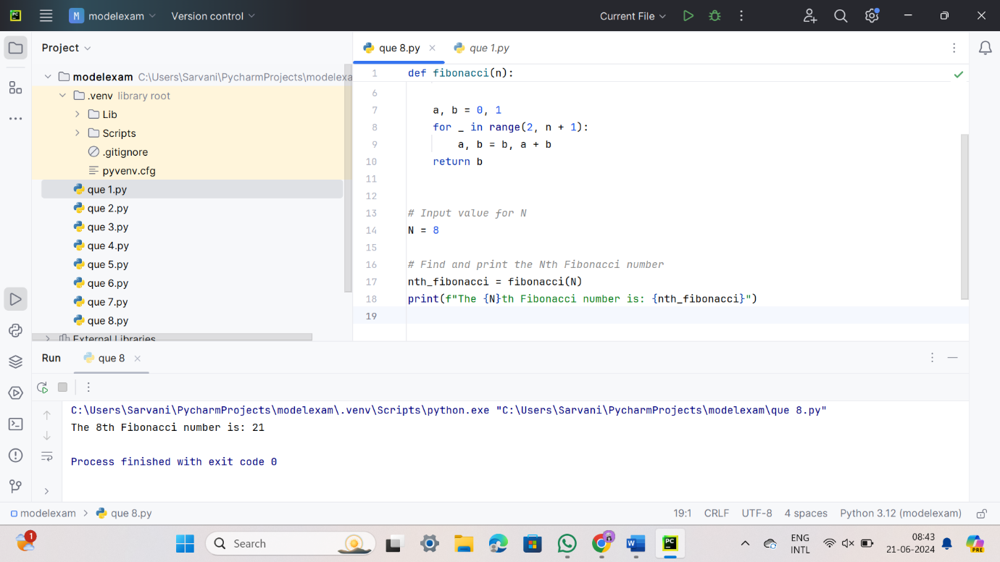 M modelexam Version control Current File
Project
que 8.py que 1.py
modelexam C:\Users\Sarvani\PycharmProjects\modelexa
.venv library root
Lib
Scripts
.gitignore
pyvenv.cfg
que 1.py
que 2.py
que 3.py
que 4.py
que 5.py
que 6.py
que 7.py
que 8.py
External Libraries
1 def fibonacci(n):
6
7 a, b = 0, 1
8 for _ in range(2, n + 1):
9 a, b = b, a + b
10 return b
11
12
13 # Input value for N
14 N = 8
15
16 # Find and print the Nth Fibonacci number
17 nth_fibonacci = fibonacci(N)
18 print(f"The {N}th Fibonacci number is: {nth_fibonacci}")
19
Run que 8
C:\Users\Sarvani\PycharmProjects\modelexam\.venv\Scripts\python.exe "C:\Users\Sarvani\PycharmProjects\modelexam\que 8.py"
The 8th Fibonacci number is: 21
Process finished with exit code 0
modelexam que 8.py 19:1 CRLF UTF-8 4 spaces Python 3.12 (modelexam)
1 Search PC PRE
ENG
INTL
08:43
21-06-2024